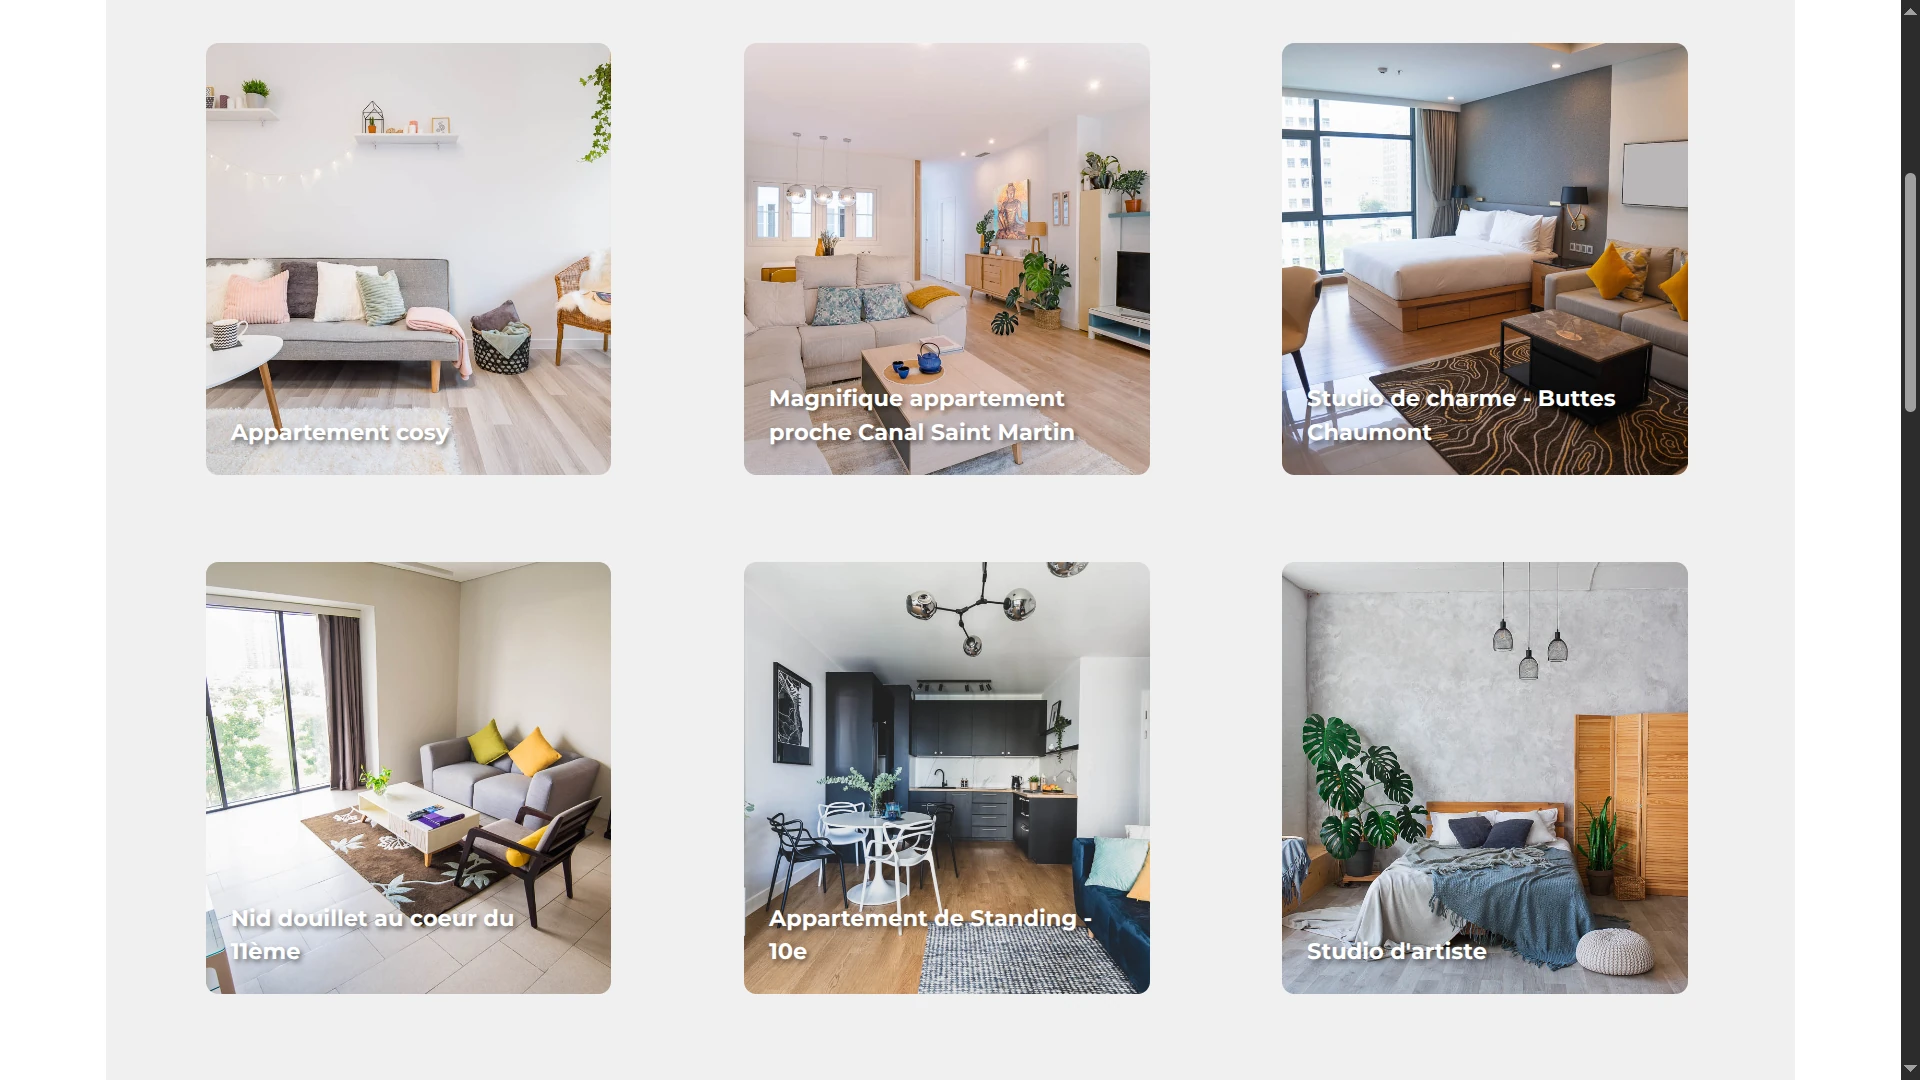 Appartement cosy
Magnifique appartement
proche Canal Saint Martin
Studio de charme - Buttes
Chaumont
Nid douillet au coeur du
11ème
Appartement de Standing -
10e
Studio d'artiste